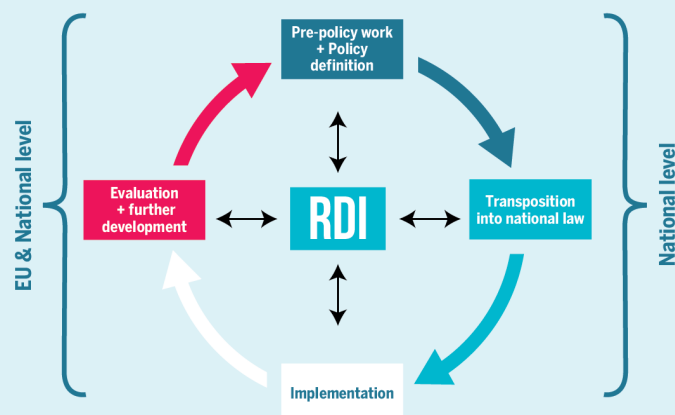 Pre-policy work
+ Policy
definition
EU & National level
Evaluation
+ further
development
RDI
Transposition
into national law
National level
Implementation